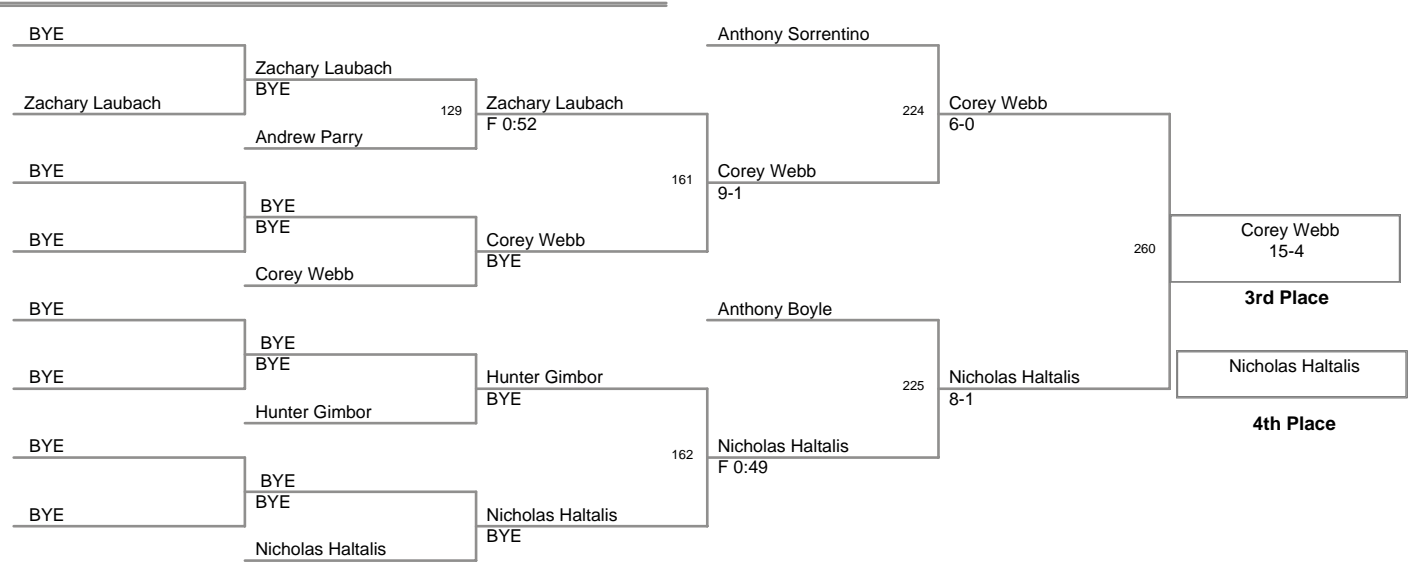 BYE
Anthony Sorrentino
Zachary Laubach
BYE
Zachary Laubach
129
Zachary Laubach
F 0:52
224
Corey Webb
6-0
Andrew Parry
BYE
161
Corey Webb
9-1
BYE
BYE
BYE
Corey Webb
BYE
260
Corey Webb
15-4
Corey Webb
3rd Place
BYE
Anthony Boyle
BYE
BYE
BYE
Hunter Gimbor
BYE
225
Nicholas Haltalis
8-1
Nicholas Haltalis
Hunter Gimbor
4th Place
BYE
162
Nicholas Haltalis
F 0:49
BYE
BYE
BYE
Nicholas Haltalis
BYE
Nicholas Haltalis